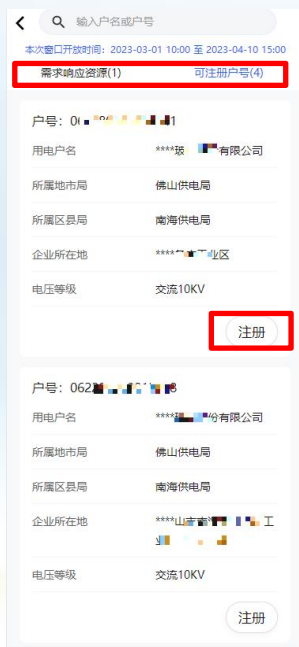 输入户名或户号
本次窗口开放时间：2023-03-01 10:00 至 2023-04-10 15:00
需求响应资源(1) 可注册户号(4)
户号：
用电户名 ****玻 有限公司
所属地市局 佛山供电局
所属区县局 南海供电局
企业所在地 **** 业区
电压等级 交流10KV
注册
户号：
用电户名 **** 有限公司
所属地市局 佛山供电局
所属区县局 南海供电局
企业所在地 **** 工
电压等级 交流10KV
注册